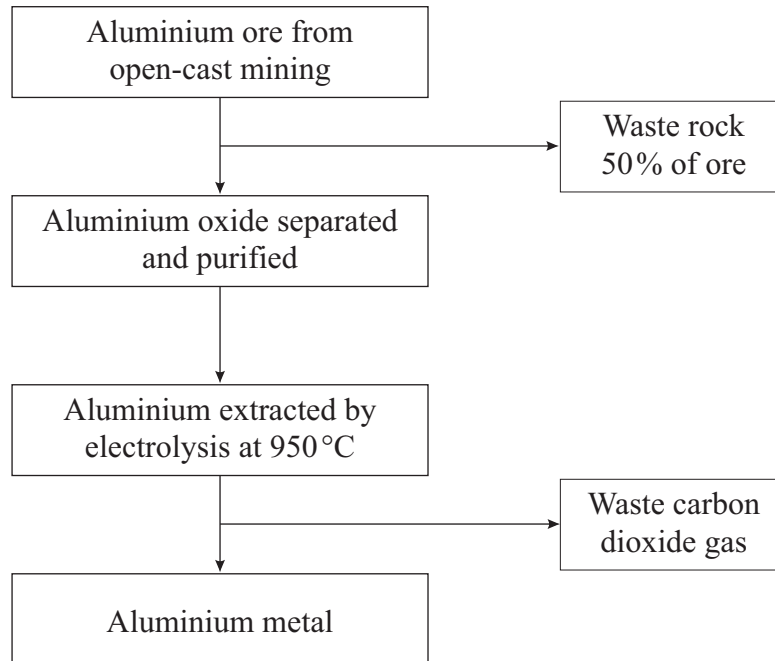 Aluminium ore from
open-cast mining
Waste rock
50% of ore
Aluminium oxide separated
and purified
Aluminium extracted by
electrolysis at 950°C
Waste carbon
dioxide gas
Aluminium metal